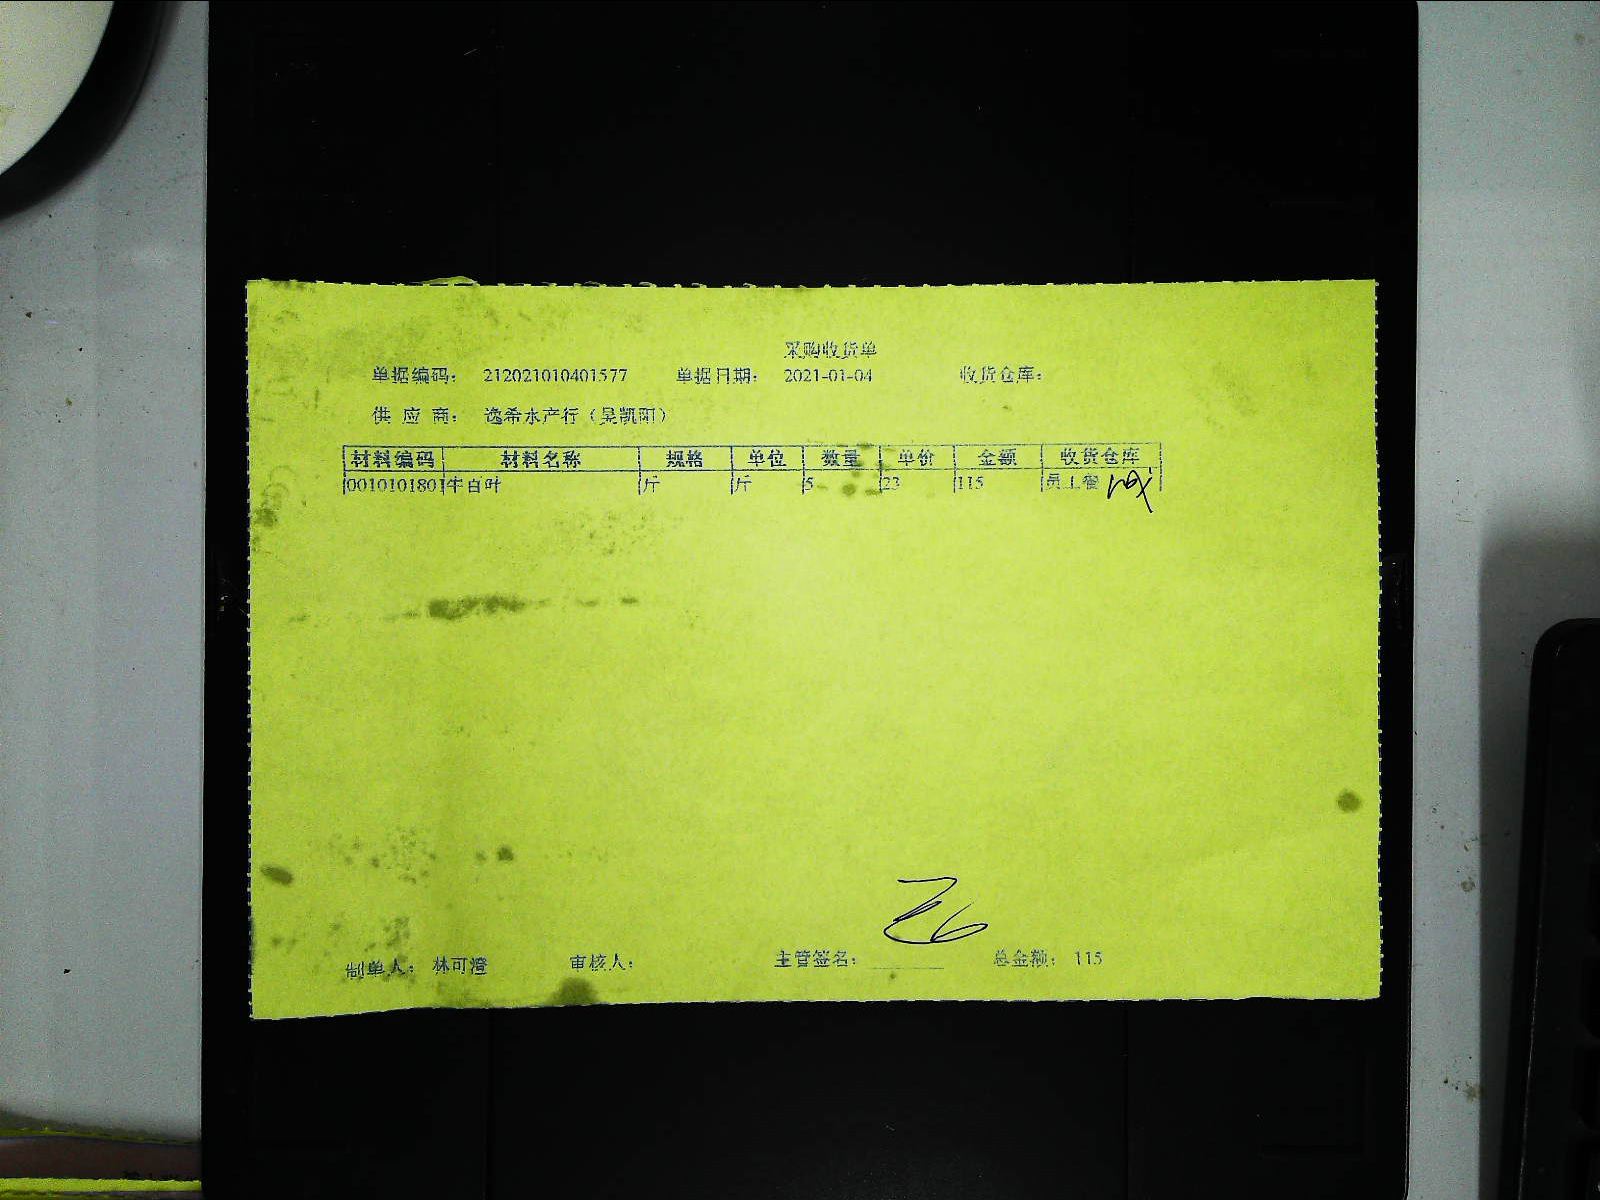 采购收货单
单据编码： 212021010401577 单据日期： 2021-01-04 收货仓库：
供 应 商： 逸希水产行（吴凯阳）
材料编码 材料名称 规格 单位 数量 单价 金额 收货仓库
0010101801 牛百叶 斤 斤 5 23 115 员工餐
制单人： 林可澄 审核人： 主管签名： 总金额： 115